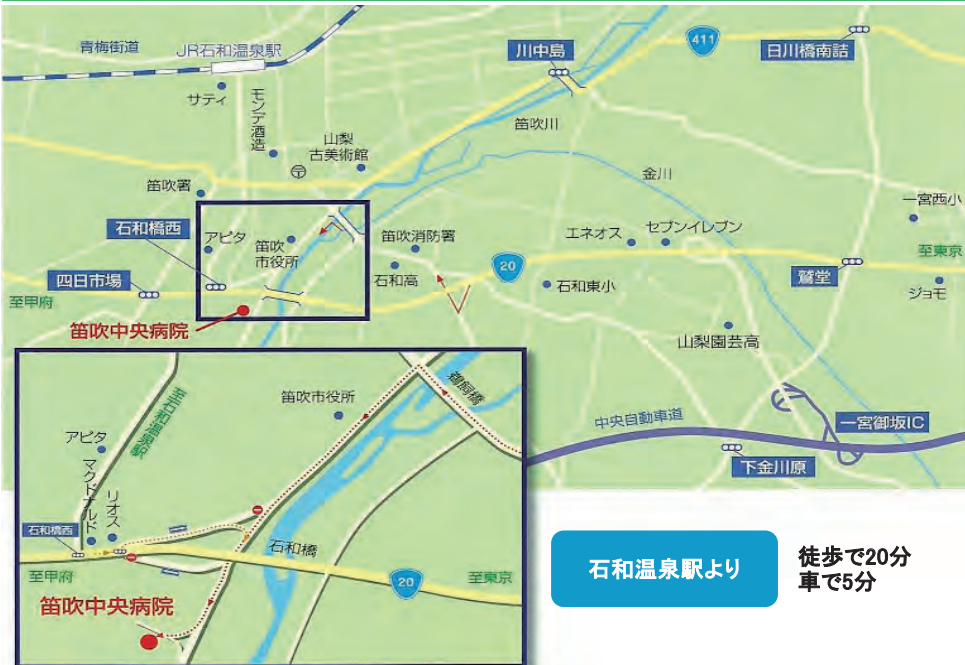 青梅街道
JR石和温泉駅
川中島
411
日川橋南詰
サティ
モンデ酒造
笛吹川
山梨
古美術館
〒
金川
笛吹署
一宮西小
石和橋西
アピタ
笛吹
市役所
笛吹消防署
エネオス
セブンイレブン
至東京
四日市場
石和高
20
石和東小
鵞堂
ジョモ
至甲府
笛吹中央病院
山梨園芸高
鵜飼橋
笛吹市役所
至石和温泉駅
中央自動車道
一宮御坂IC
アピタ
マクドナルド
リオス
下金川原
石和橋西
石和橋
至甲府
20
至東京
笛吹中央病院
石和温泉駅より
徒歩で20分
車で5分